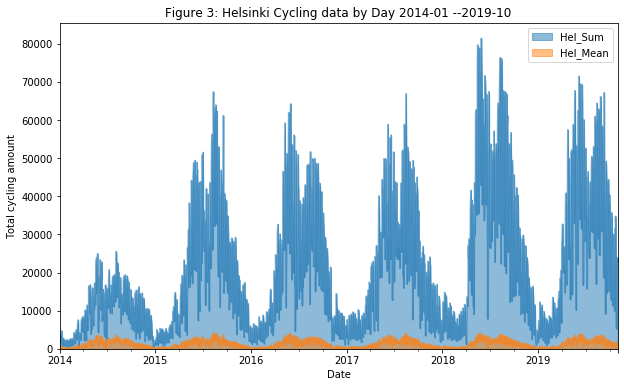 Figure 3: Helsinki Cycling data by Day 2014-01 --2019-10
Hel_Sum
Hel_Mean
Total cycling amount
80000
70000
60000
50000
40000
30000
20000
10000
0
2014 2015 2016 2017 2018 2019
Date